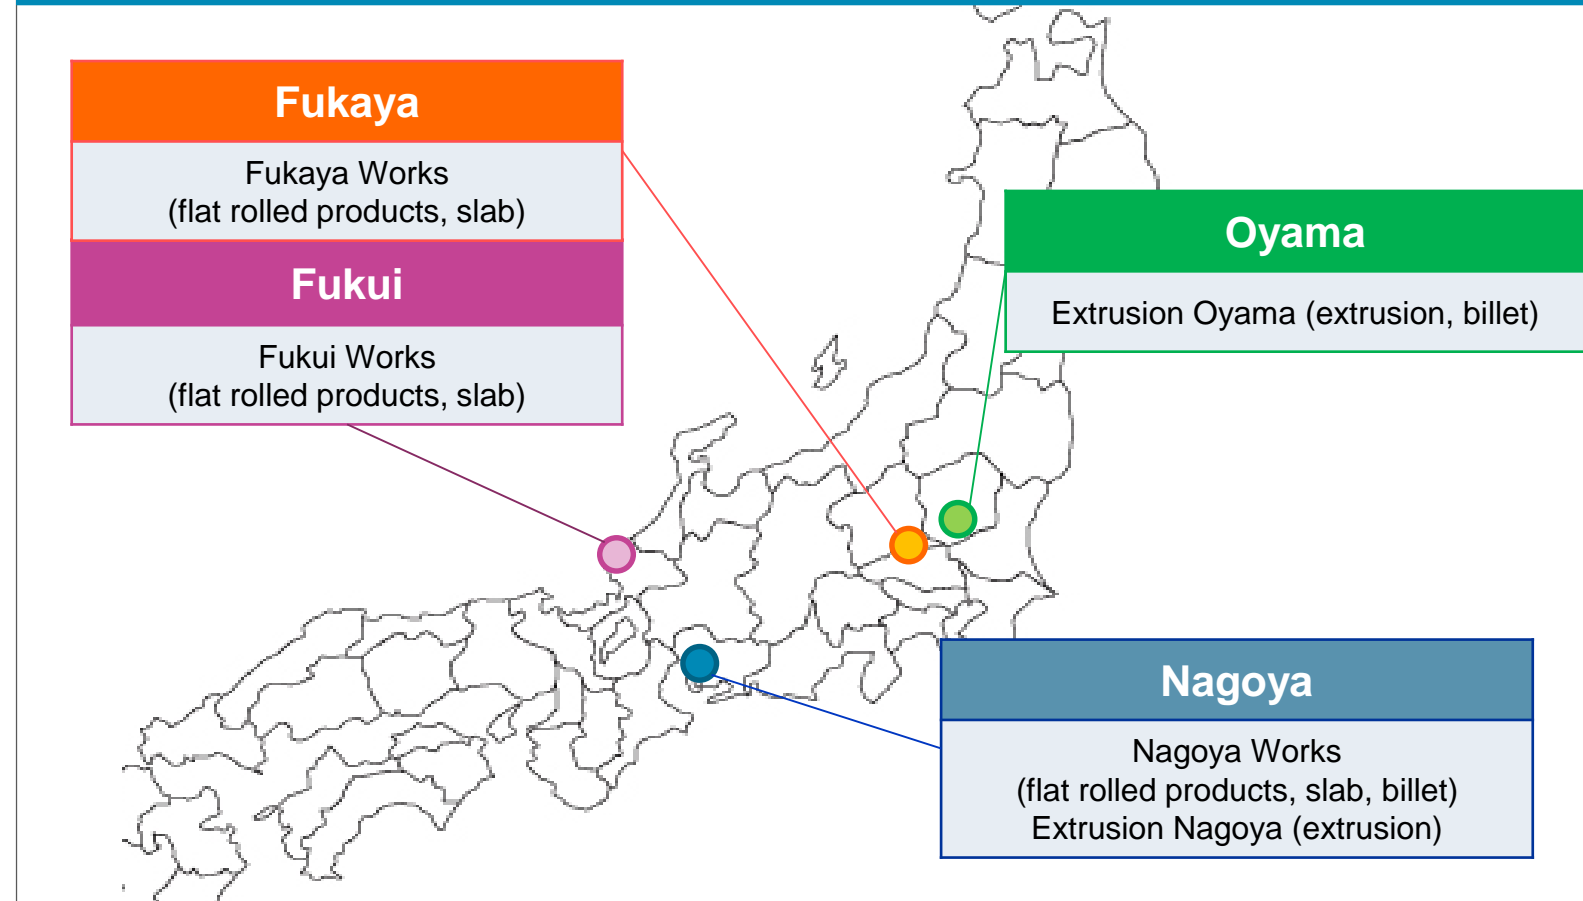 Fukaya
Fukaya Works
(flat rolled products, slab)
Fukui
Fukui Works
(flat rolled products, slab)
Oyama
Extrusion Oyama (extrusion, billet)
Nagoya
Nagoya Works
(flat rolled products, slab, billet)
Extrusion Nagoya (extrusion)